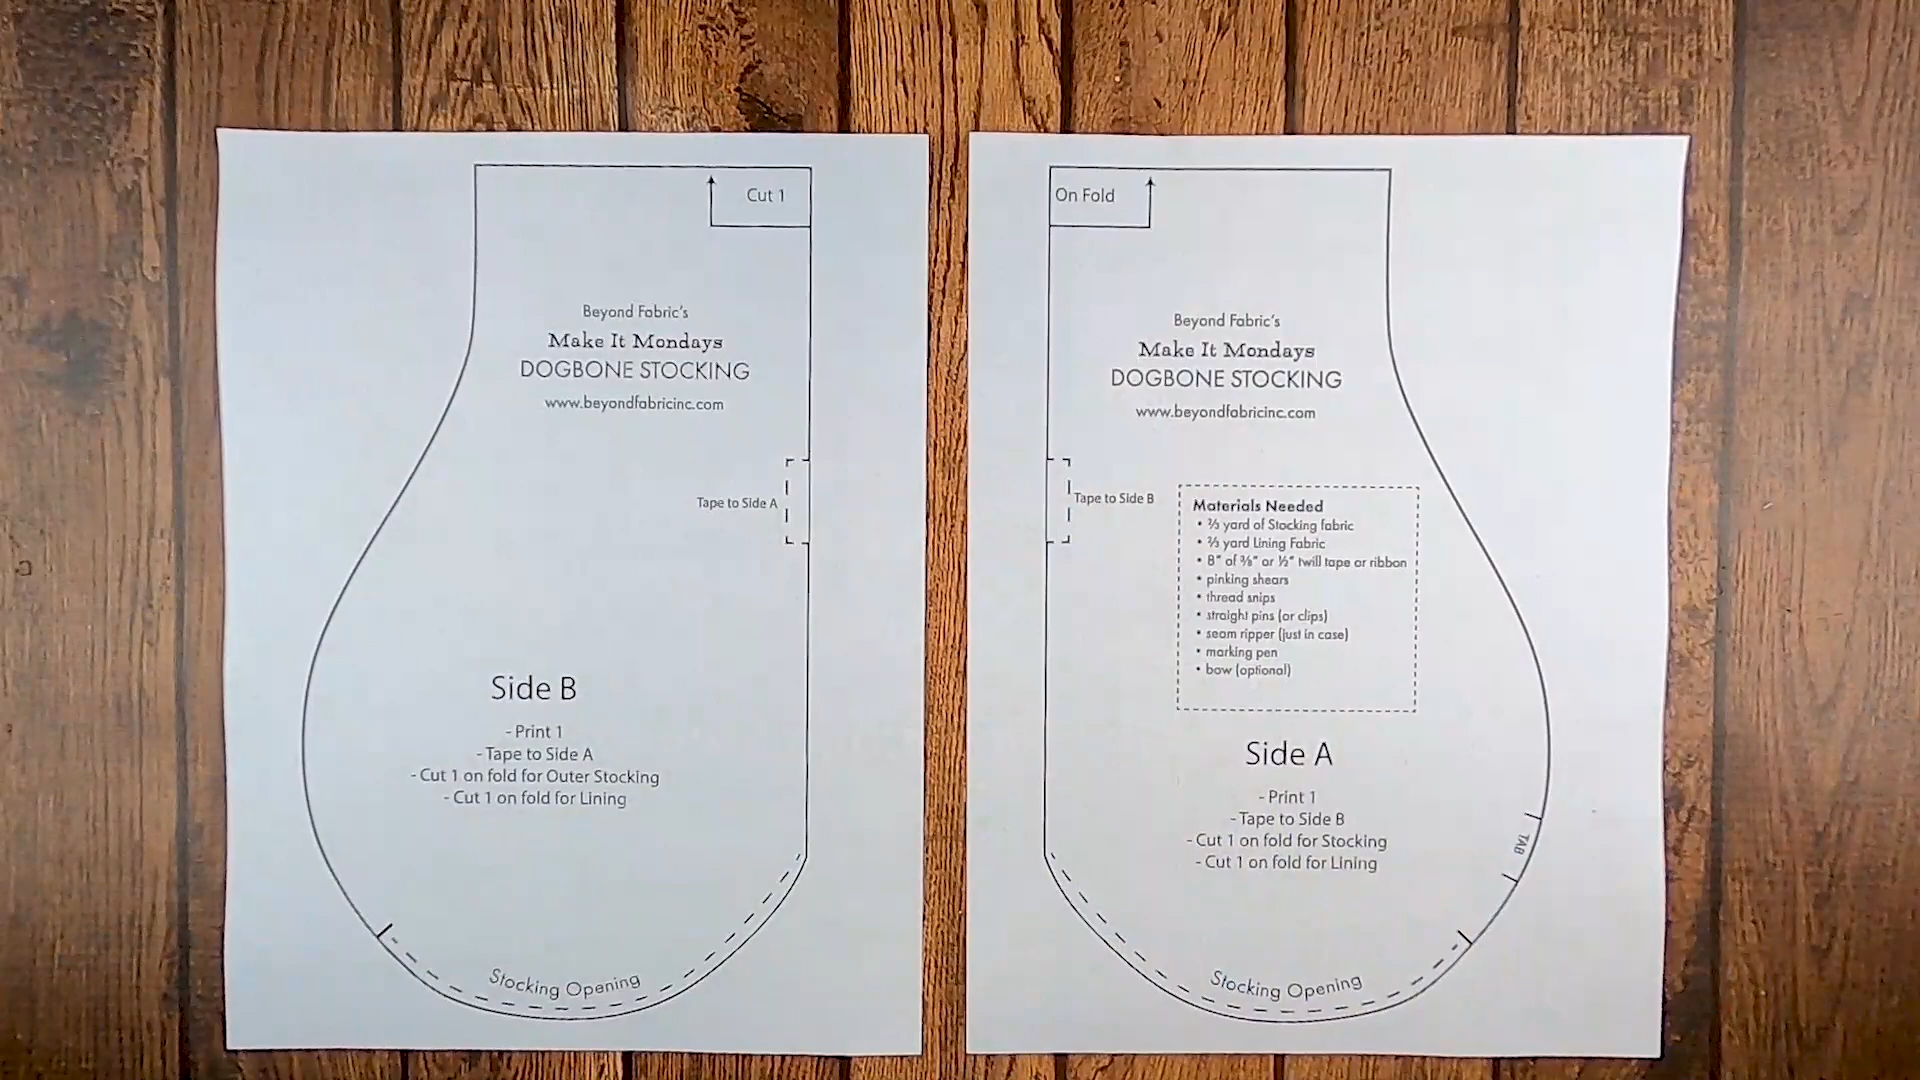 Cut 1
Beyond Fabric's
Make It Mondays
DOGBONE STOCKING
www.beyondfabricinc.com
Tape to Side A
Side B
- Print 1
- Tape to Side A
- Cut 1 on fold for Outer Stocking
- Cut 1 on fold for Lining
Stocking Opening
On Fold
Beyond Fabric's
Make It Mondays
DOGBONE STOCKING
www.beyondfabricinc.com
Tape to Side B
Materials Needed
• ⅔ yard of Stocking fabric
• ⅔ yard Lining Fabric
• 8" of ⅜" or ½" twill tape or ribbon
• pinking shears
• thread snips
• straight pins (or clips)
• seam ripper (just in case)
• marking pen
• bow (optional)
Side A
- Print 1
- Tape to Side B
- Cut 1 on fold for Stocking
- Cut 1 on fold for Lining
TAB
Stocking Opening